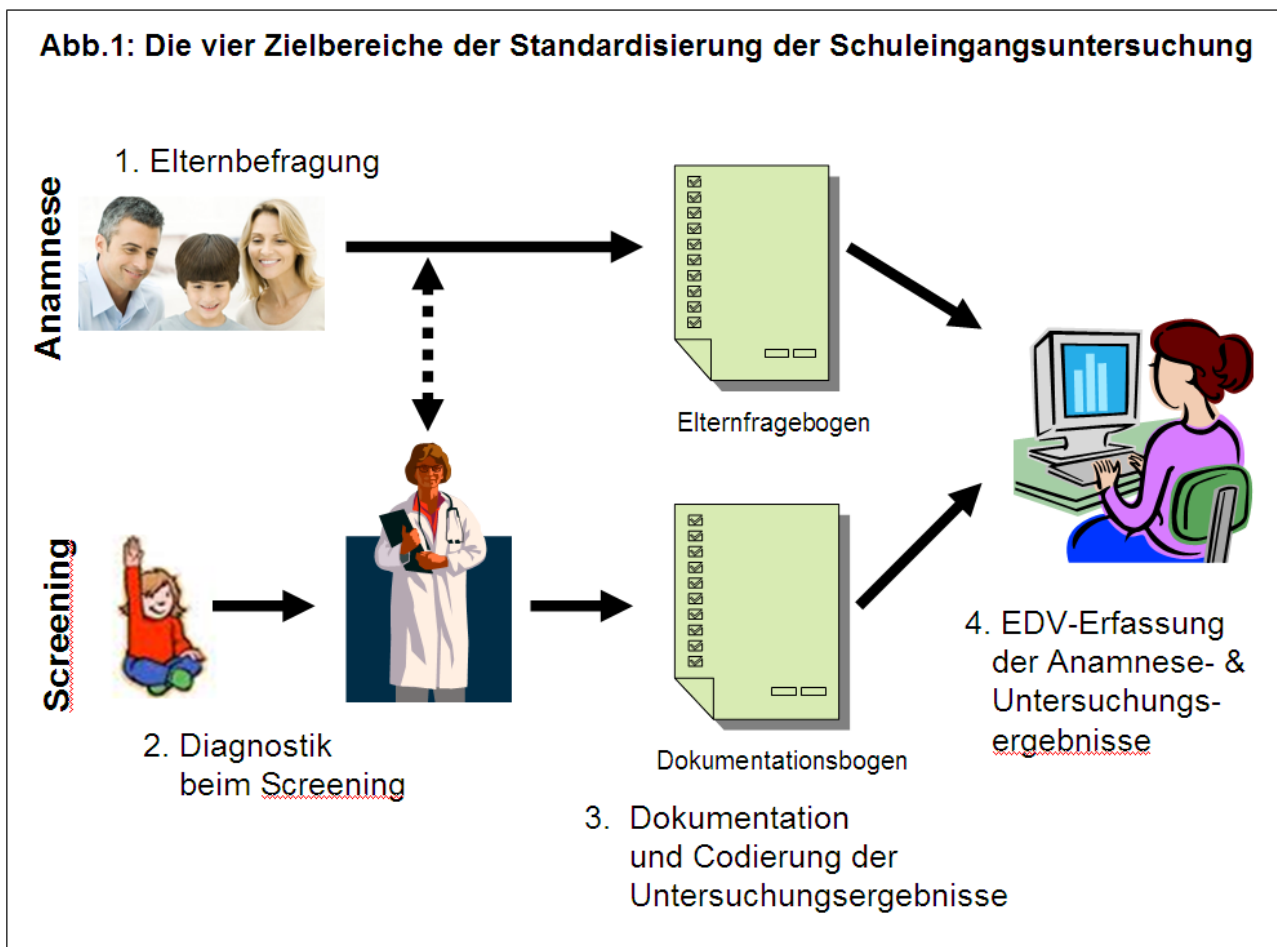 Abb.1: Die vier Zielbereiche der Standardisierung der Schuleingangsuntersuchung
Anamnese
1. Elternbefragung
Elternfragebogen
Screening
2. Diagnostik
beim Screening
Dokumentationsbogen
3. Dokumentation
und Codierung der
Untersuchungsergebnisse
4. EDV-Erfassung
der Anamnese- &
Untersuchungs-
ergebnisse